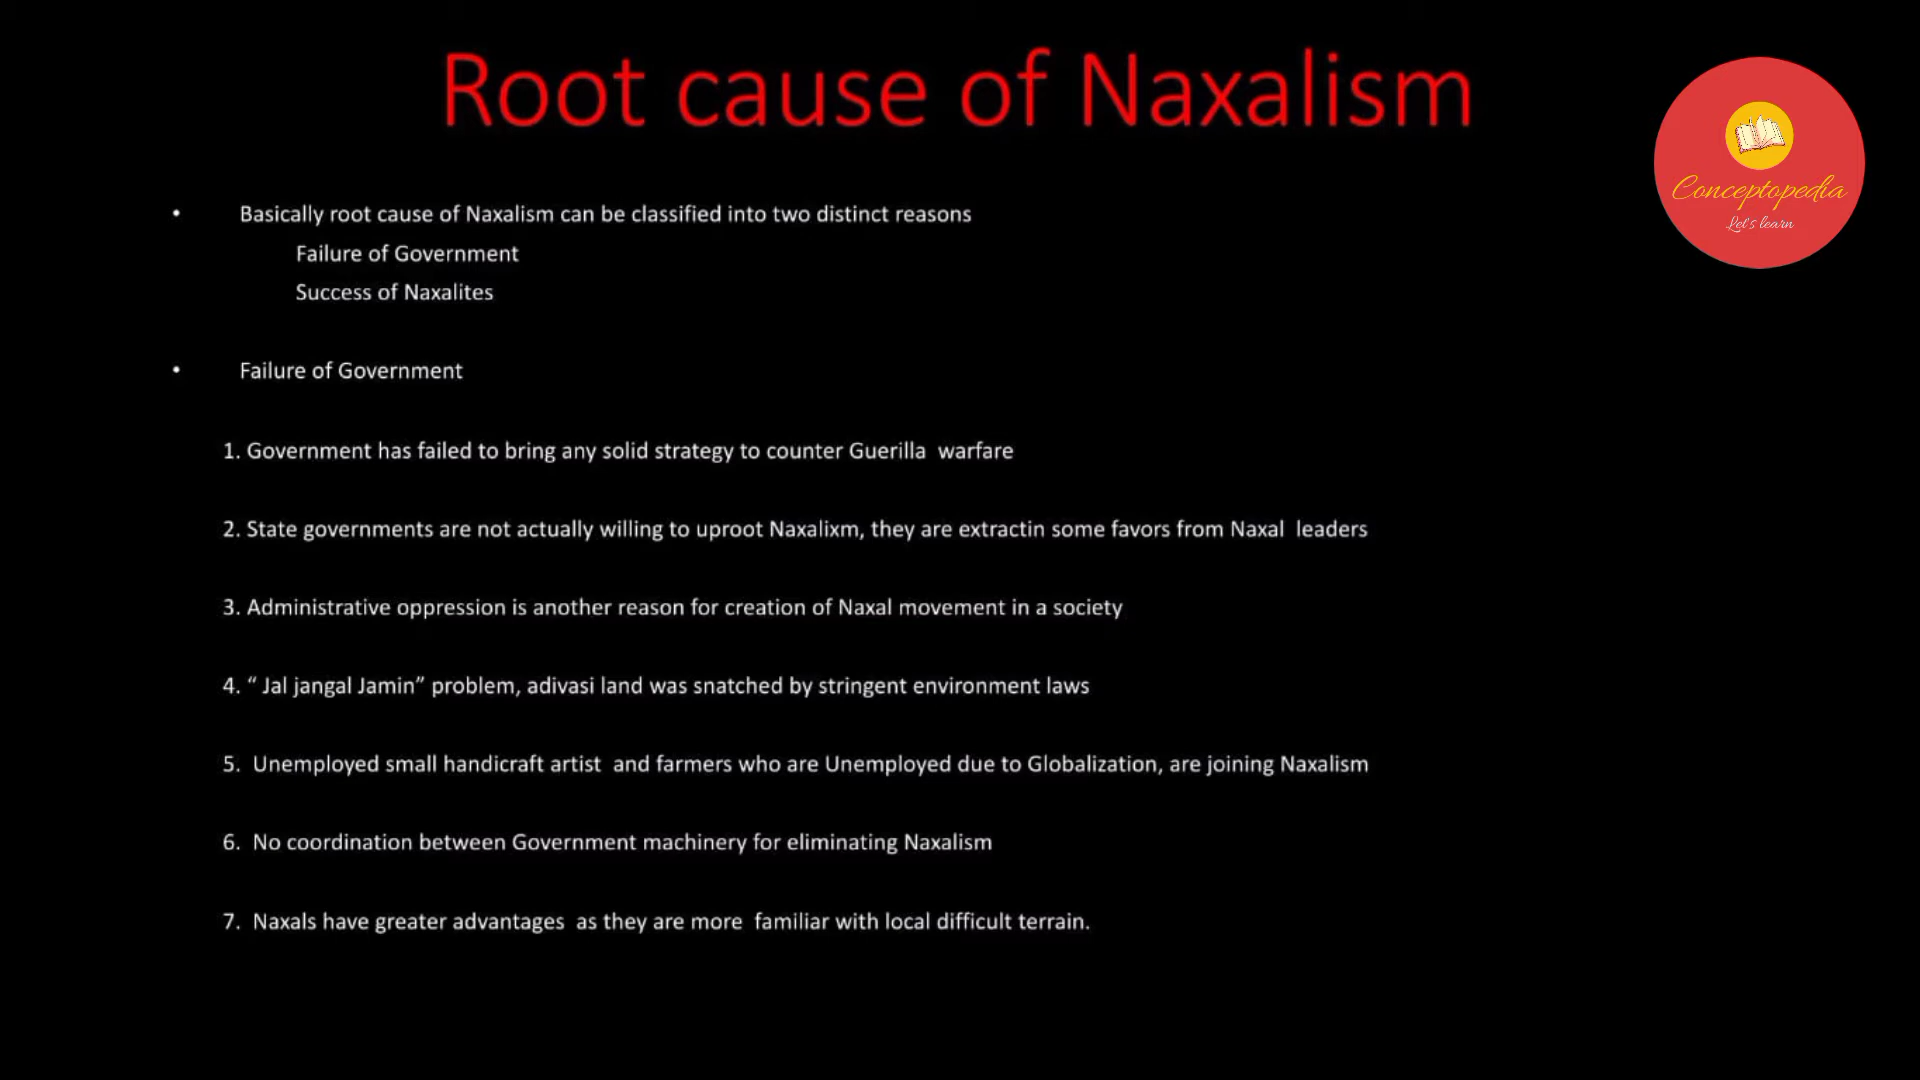 Root cause of Naxalism
Conceptopedia
Let's learn
• Basically root cause of Naxalism can be classified into two distinct reasons
Failure of Government
Success of Naxalites
• Failure of Government
1. Government has failed to bring any solid strategy to counter Guerilla  warfare
2. State governments are not actually willing to uproot Naxalixm, they are extractin some favors from Naxal  leaders
3. Administrative oppression is another reason for creation of Naxal movement in a society
4. “ Jal jangal Jamin” problem, adivasi land was snatched by stringent environment laws
5.  Unemployed small handicraft artist  and farmers who are Unemployed due to Globalization, are joining Naxalism
6.  No coordination between Government machinery for eliminating Naxalism
7.  Naxals have greater advantages  as they are more  familiar with local difficult terrain.